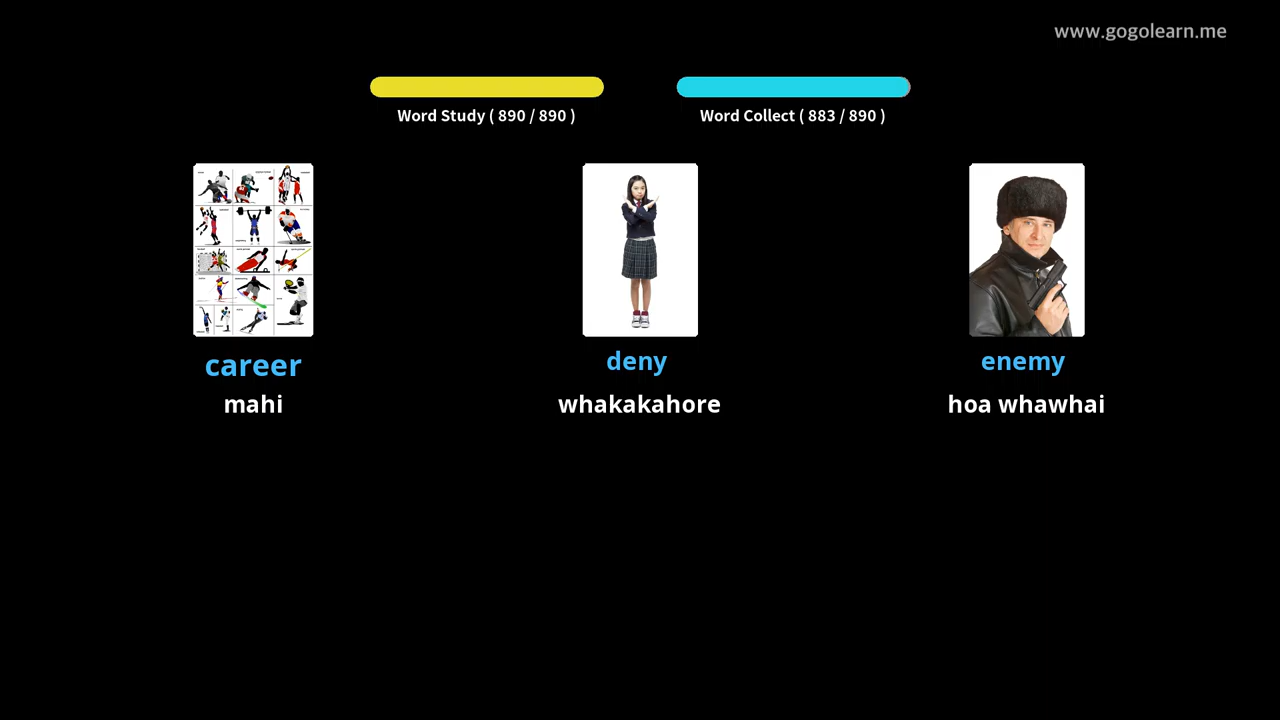 www.gogolearn.me
Word Study ( 890 / 890 )
Word Collect ( 883 / 890 )
career
deny
enemy
mahi
whakakahore
hoa whawhai